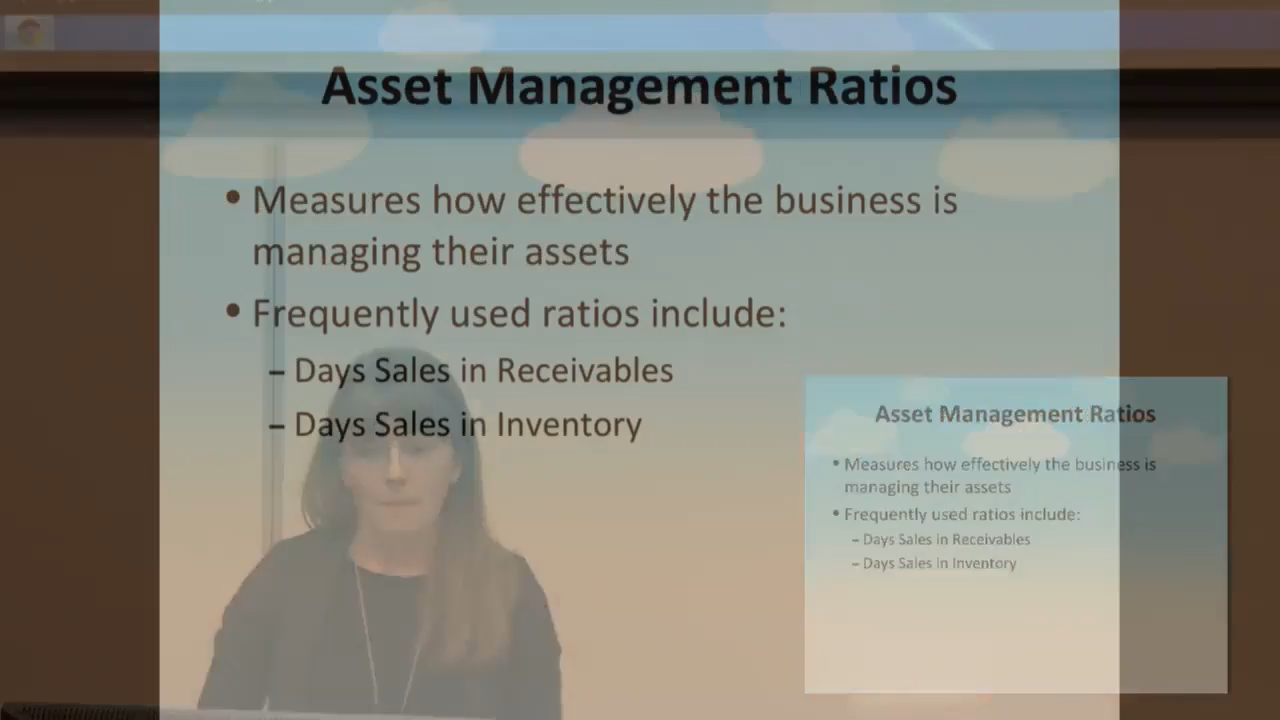 Asset Management Ratios
• Measures how effectively the business is
managing their assets
• Frequently used ratios include:
– Days Sales in Receivables
– Days Sales in Inventory
Asset Management Ratios
• Measures how effectively the business is
managing their assets
• Frequently used ratios include:
– Days Sales in Receivables
– Days Sales in Inventory